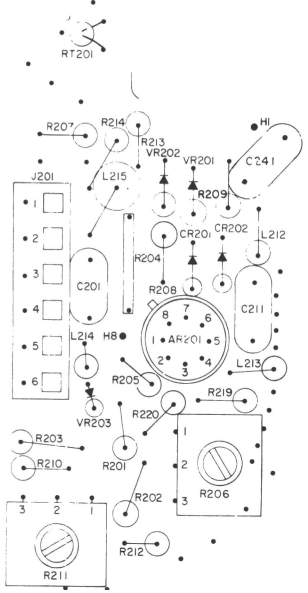 RT201
H1
R207
R214
R213
VR202
VR201
C241
J201
L215
R209
1
2
3
4
5
6
R204
CR201
CR202
L212
C201
R208
C211
AR201
8
7
6
1
5
2
3
4
L214
H8
L213
R205
R219
VR203
R220
R203
R201
1
R210
2
R206
3
3
2
1
R202
R211
R212